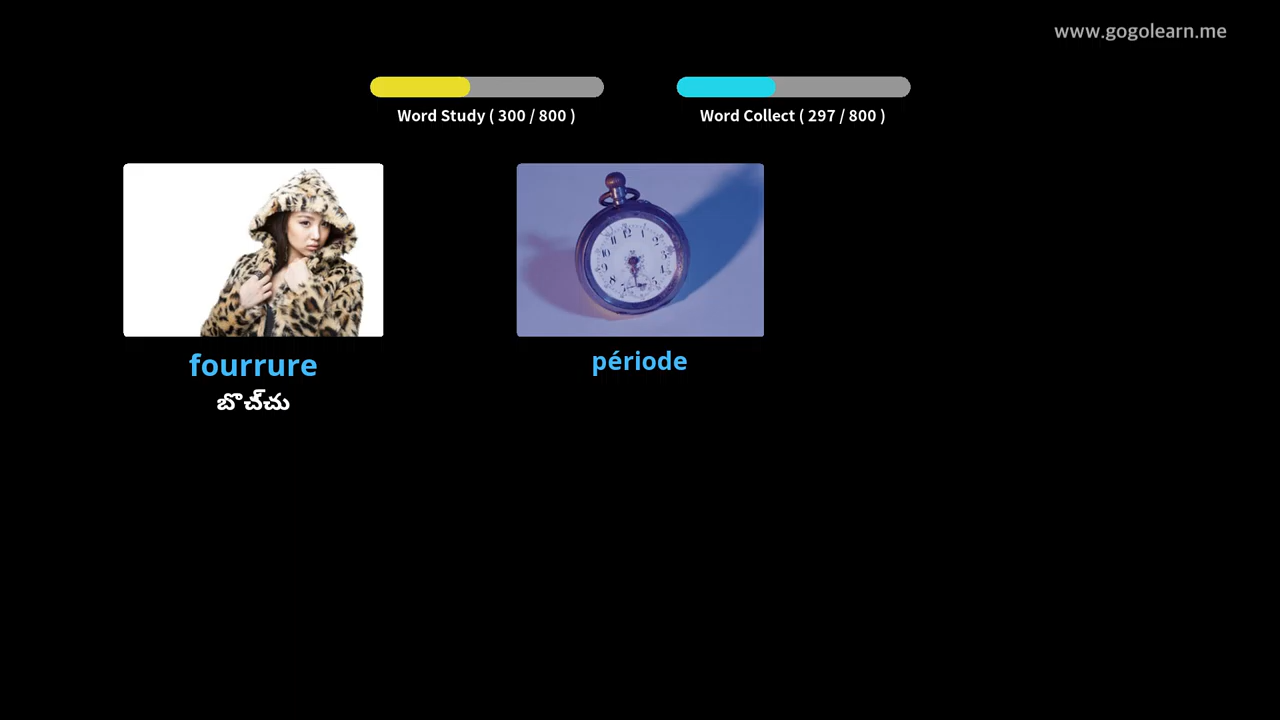 www.gogolearn.me
Word Study ( 300 / 800 )
Word Collect ( 297 / 800 )
fourrure
బొచ్చు
période